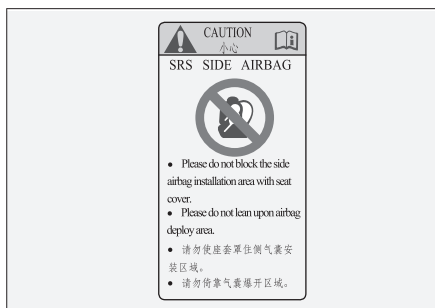 CAUTION
小心
SRS SIDE AIRBAG
• Please do not block the side
airbag installation area with seat
cover.
• Please do not lean upon airbag
deploy area.
• 请勿使座套罩住侧气囊安
装区域。
• 请勿倚靠气囊爆开区域。